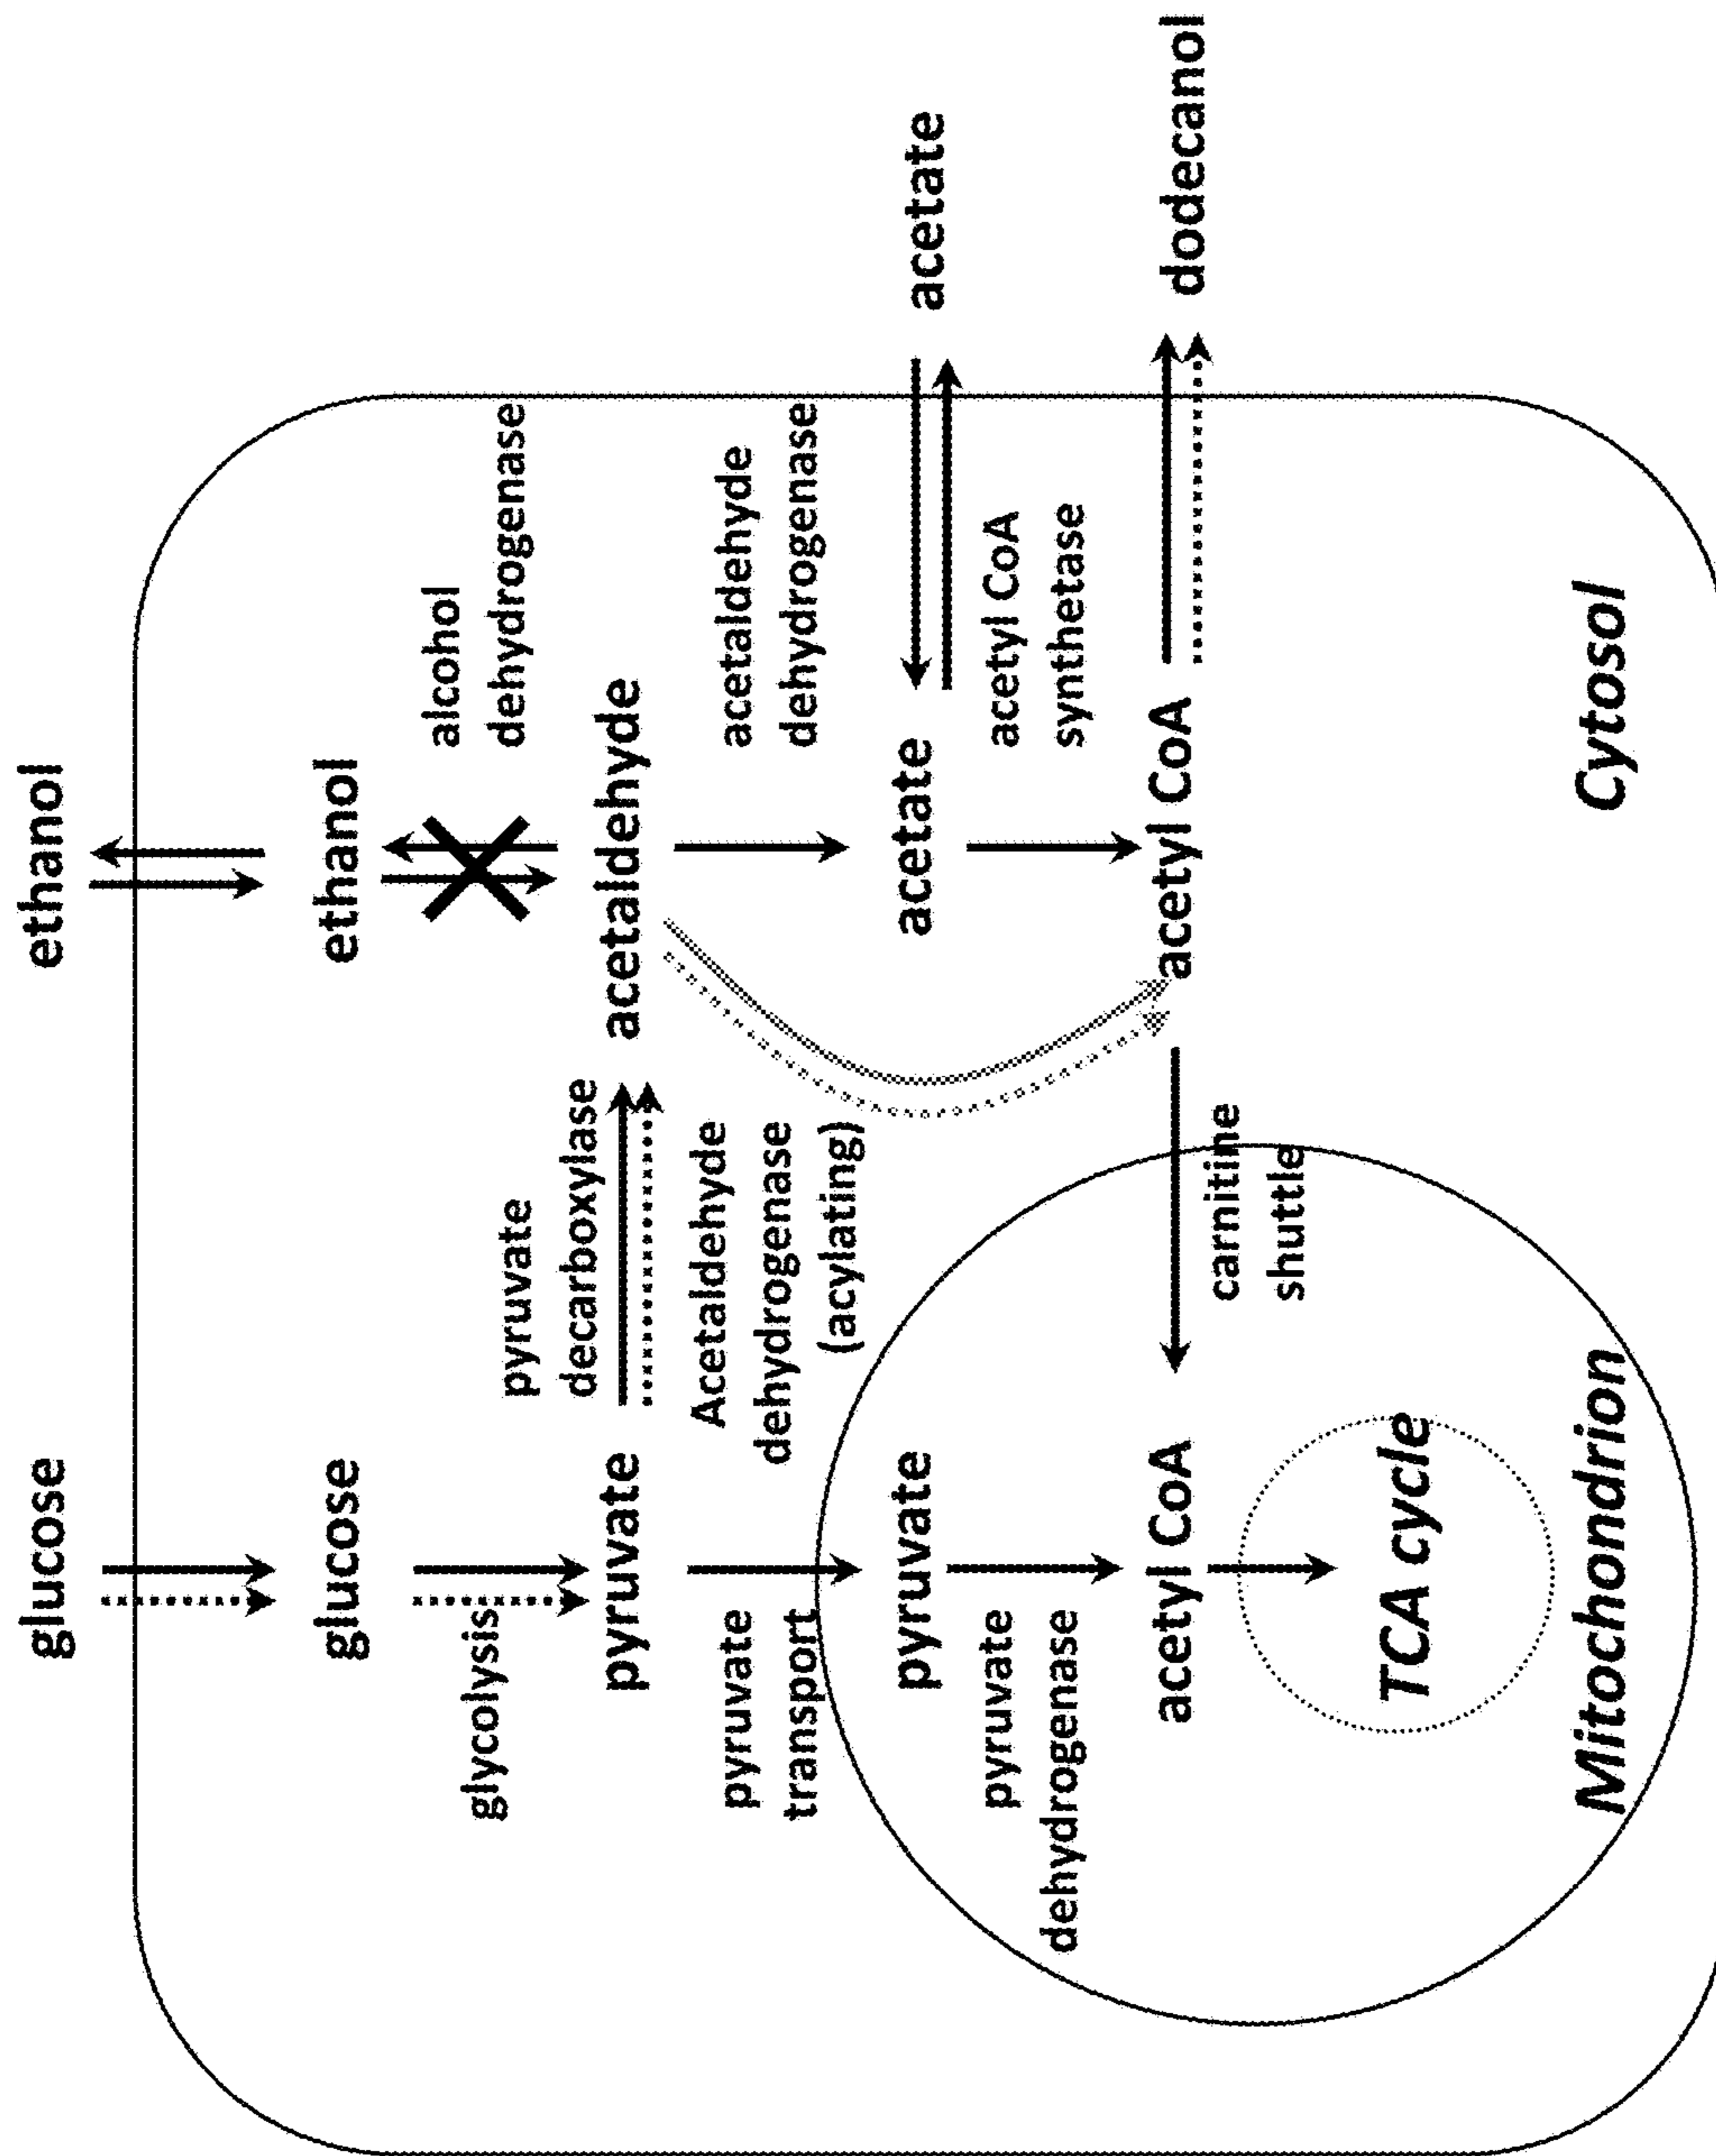 glucose
ethanol
glucose
ethanol
glycolysis
alcohol
dehydrogenase
pyruvate
decarboxylase
pyruvate
acetaldehyde
pyruvate
transport
Acetaldehyde
dehydrogenase
(acylating)
acetaldehyde
dehydrogenase
pyruvate
acetate
acetate
pyruvate
dehydrogenase
acetyl CoA
synthetase
acetyl CoA
acetyl CoA
dodecanol
carnitine
shuttle
TCA cycle
Mitochondrion
Cytosol